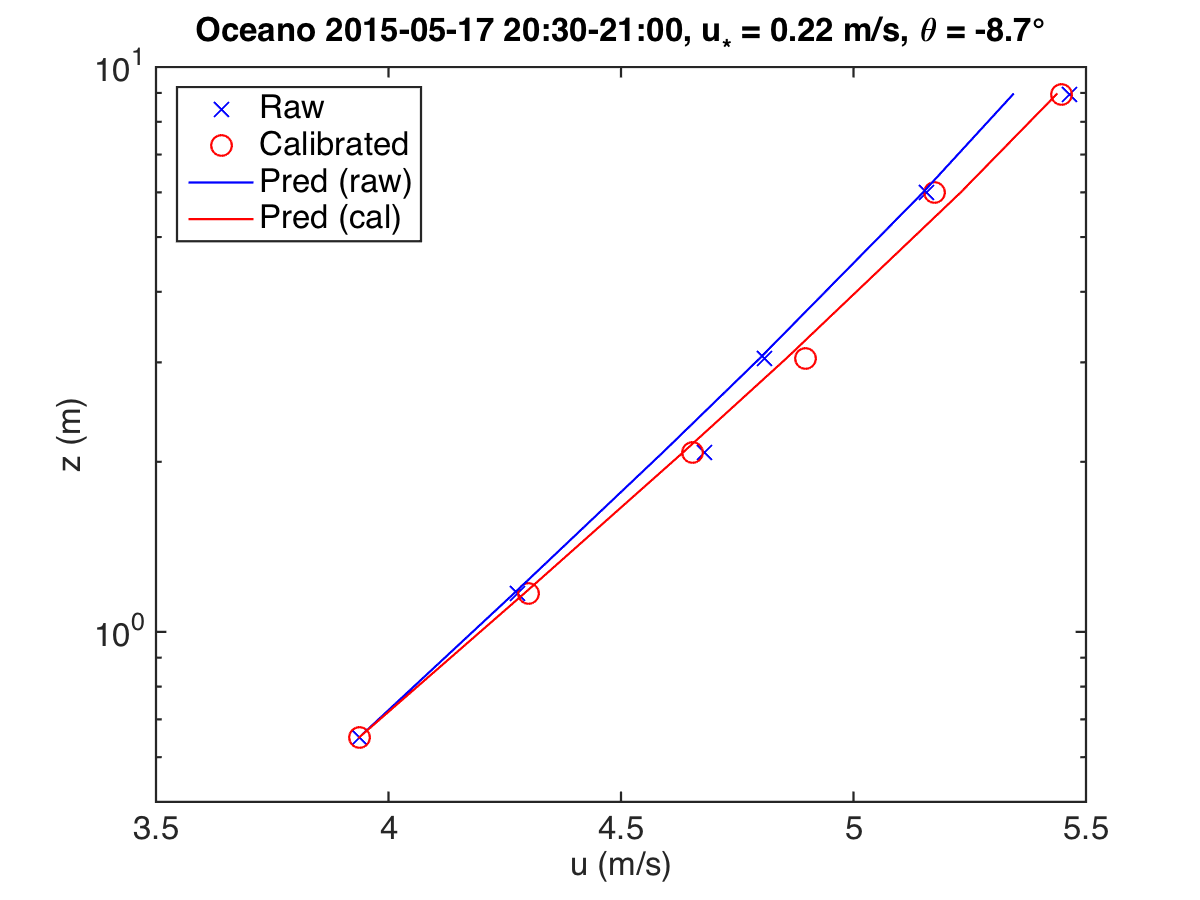 Oceano 2015-05-17 20:30-21:00, u* = 0.22 m/s, θ = -8.7°
10¹
Raw
Calibrated
Pred (raw)
Pred (cal)
z (m)
10⁰
3.5 4 4.5 5 5.5
u (m/s)